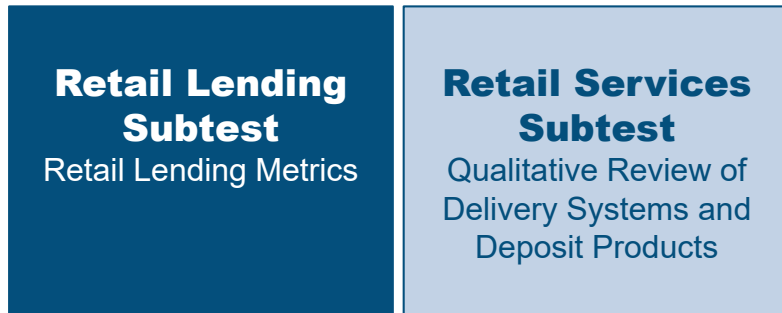 Retail Lending
Subtest
Retail Lending Metrics
Retail Services
Subtest
Qualitative Review of
Delivery Systems and
Deposit Products